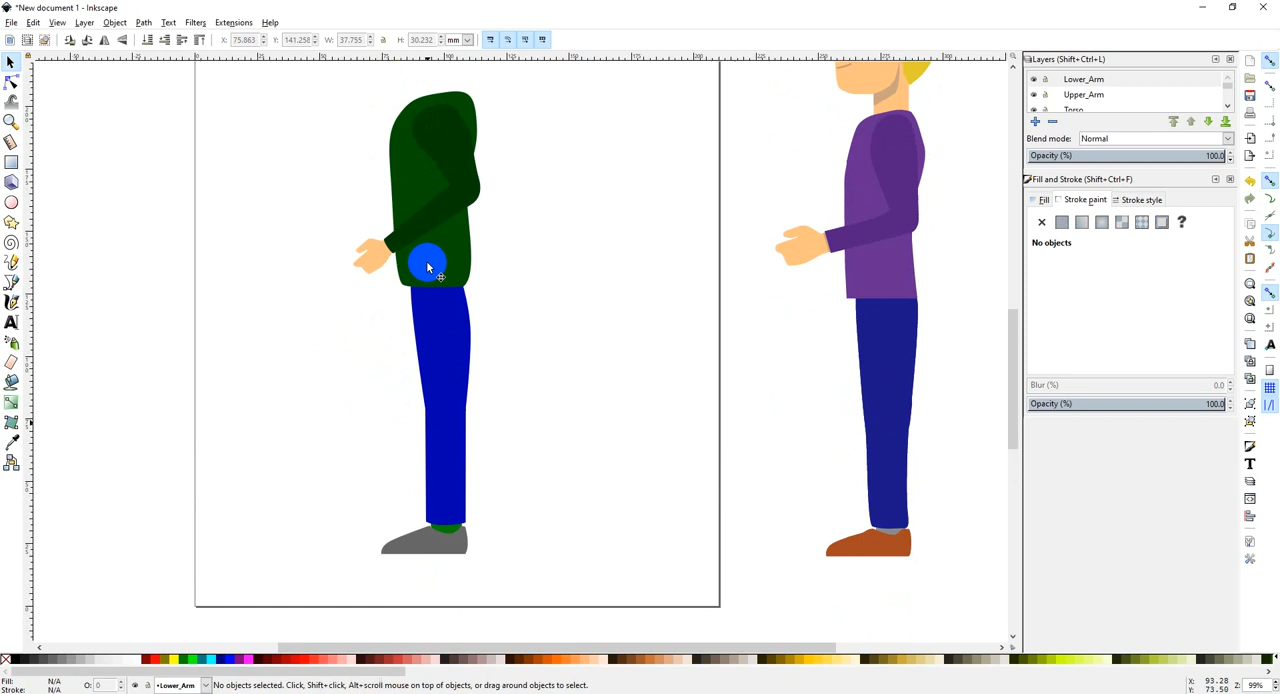 *New document 1 - Inkscape
File Edit View Layer Object Path Text Filters Extensions Help
X: 75.863 Y: 141.258 W: 37.755 H: 30.232 mm
Layers (Shift+Ctrl+L)
Lower_Arm
Upper_Arm
Torso
Blend mode: Normal
Opacity (%) 100.0
Fill and Stroke (Shift+Ctrl+F)
Fill Stroke paint Stroke style
?
No objects
Blur (%) 0.0
Opacity (%) 100.0
Fill: N/A
Stroke: N/A
O: 0
•Lower_Arm
No objects selected. Click, Shift+click, Alt+scroll mouse on top of objects, or drag around objects to select.
X: 93.28
Y: 73.50
Z: 99%